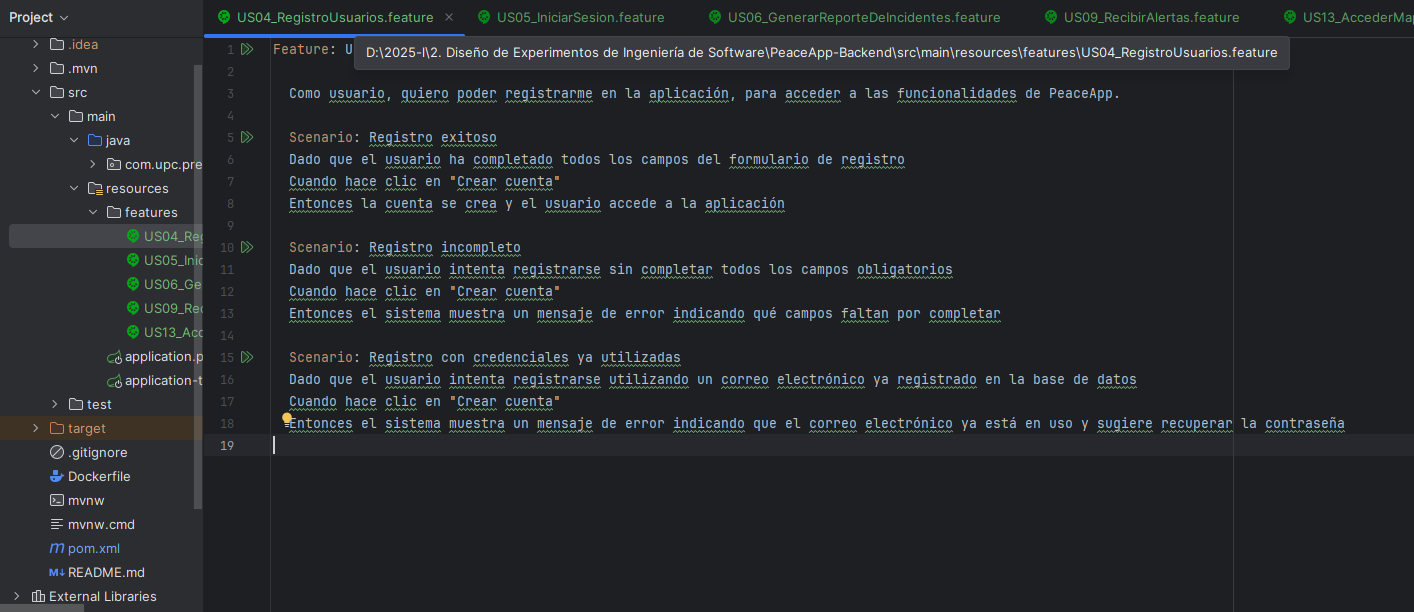 Project
US04_RegistroUsuarios.feature
US05_IniciarSesion.feature
US06_GenerarReporteDeIncidentes.feature
US09_RecibirAlertas.feature
US13_AccederMa
.idea
.mvn
src
main
java
com.upc.pre
resources
features
US04_Reg
US05_Inic
US06_Ge
US09_Rec
US13_Acc
application.p
application-t
test
target
.gitignore
Dockerfile
mvnw
mvnw.cmd
pom.xml
M↓ README.md
External Libraries
1 Feature: U
D:\2025-I\2. Diseño de Experimentos de Ingeniería de Software\PeaceApp-Backend\src\main\resources\features\US04_RegistroUsuarios.feature
2
3 Como usuario, quiero poder registrarme en la aplicación, para acceder a las funcionalidades de PeaceApp.
4
5 Scenario: Registro exitoso
6 Dado que el usuario ha completado todos los campos del formulario de registro
7 Cuando hace clic en "Crear cuenta"
8 Entonces la cuenta se crea y el usuario accede a la aplicación
9
10 Scenario: Registro incompleto
11 Dado que el usuario intenta registrarse sin completar todos los campos obligatorios
12 Cuando hace clic en "Crear cuenta"
13 Entonces el sistema muestra un mensaje de error indicando qué campos faltan por completar
14
15 Scenario: Registro con credenciales ya utilizadas
16 Dado que el usuario intenta registrarse utilizando un correo electrónico ya registrado en la base de datos
17 Cuando hace clic en "Crear cuenta"
18 Entonces el sistema muestra un mensaje de error indicando que el correo electrónico ya está en uso y sugiere recuperar la contraseña
19